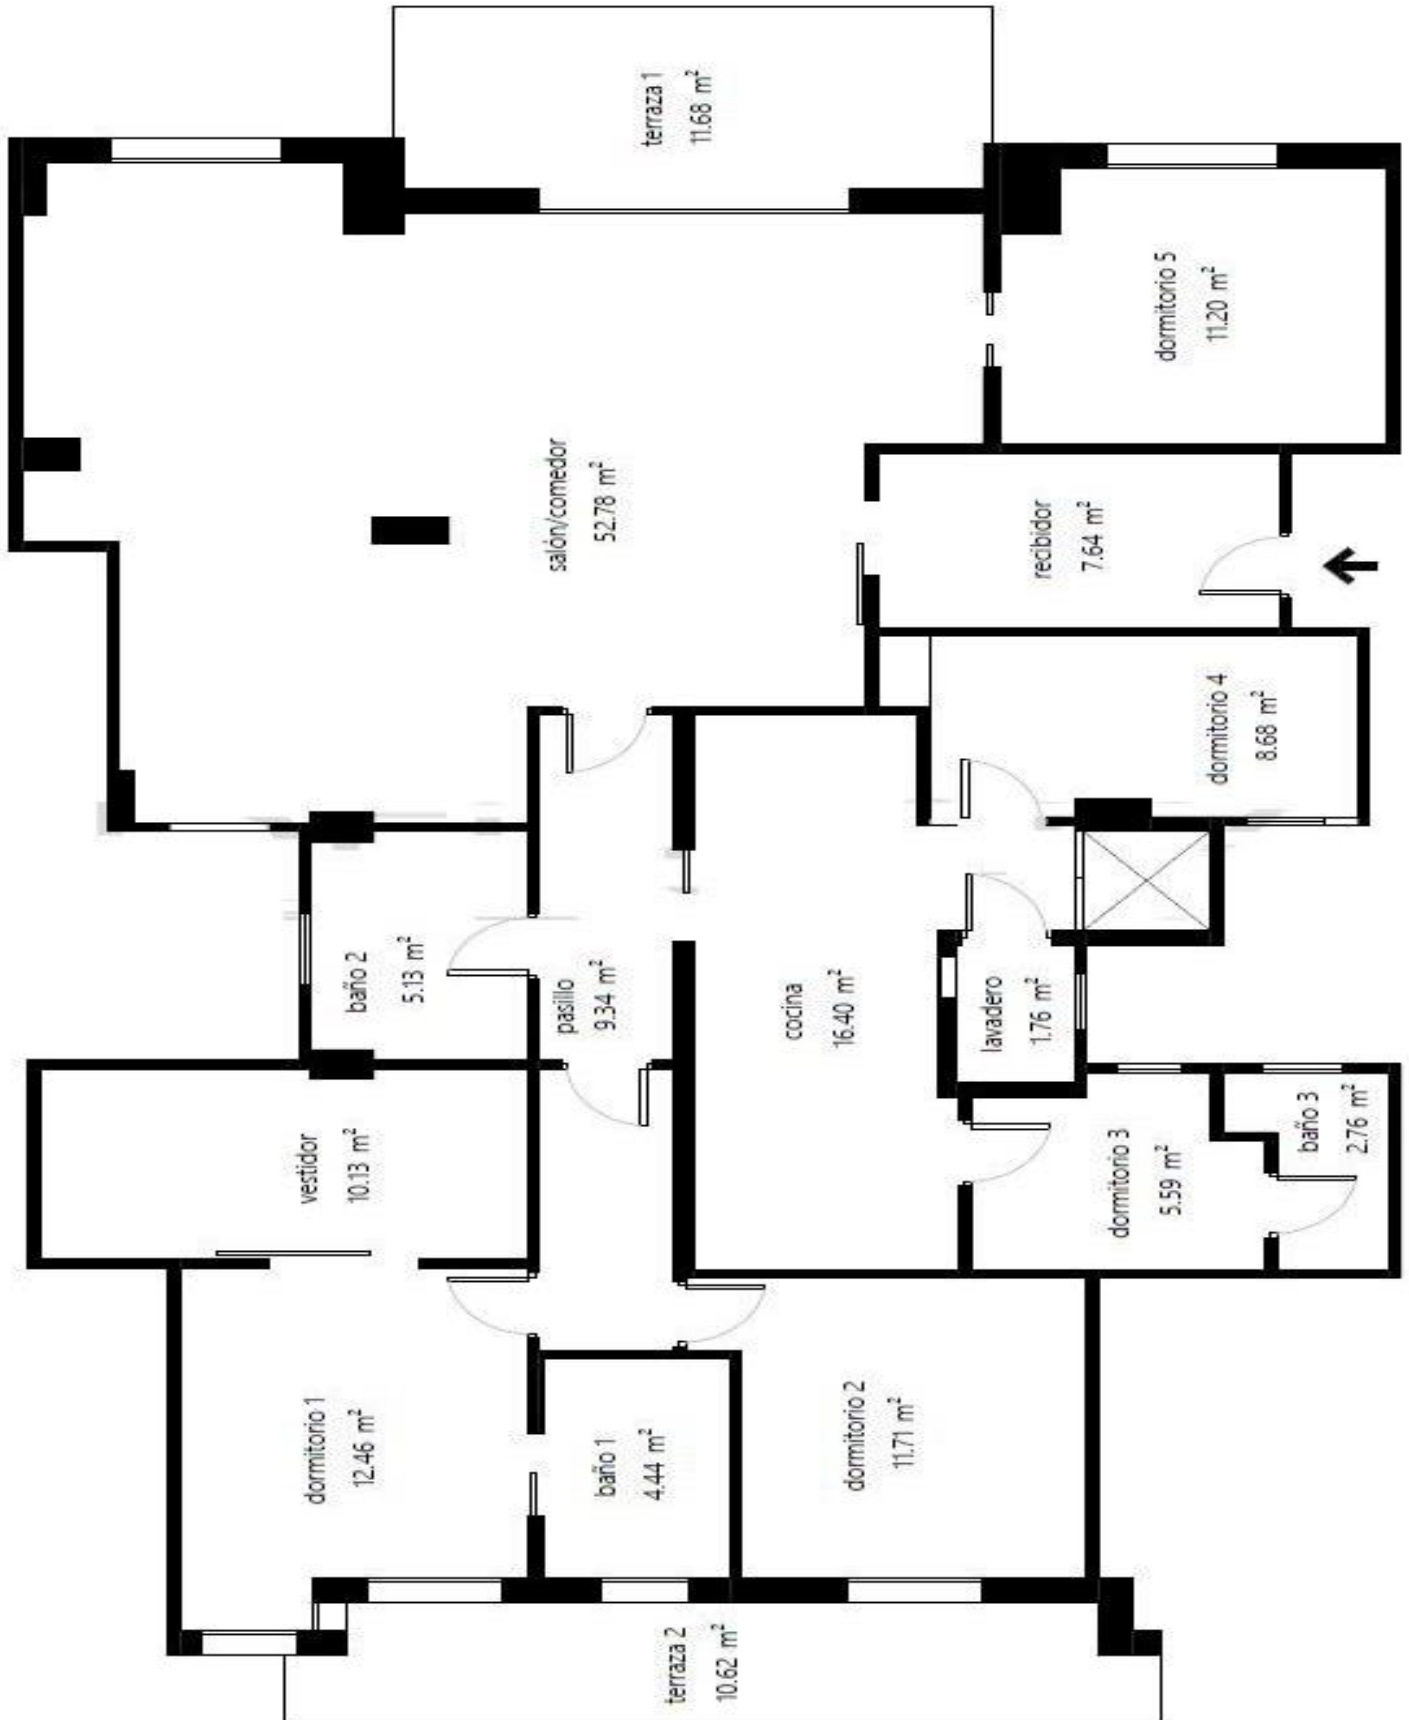 terraza 1
11.68 m²
dormitorio 5
11.20 m²
salón/comedor
52.78 m²
recibidor
7.64 m²
dormitorio 4
8.68 m²
baño 2
5.13 m²
pasillo
9.34 m²
cocina
16.40 m²
lavadero
1.76 m²
vestidor
10.13 m²
dormitorio 3
5.59 m²
baño 3
2.76 m²
dormitorio 1
12.46 m²
baño 1
4.44 m²
dormitorio 2
11.71 m²
terraza 2
10.62 m²